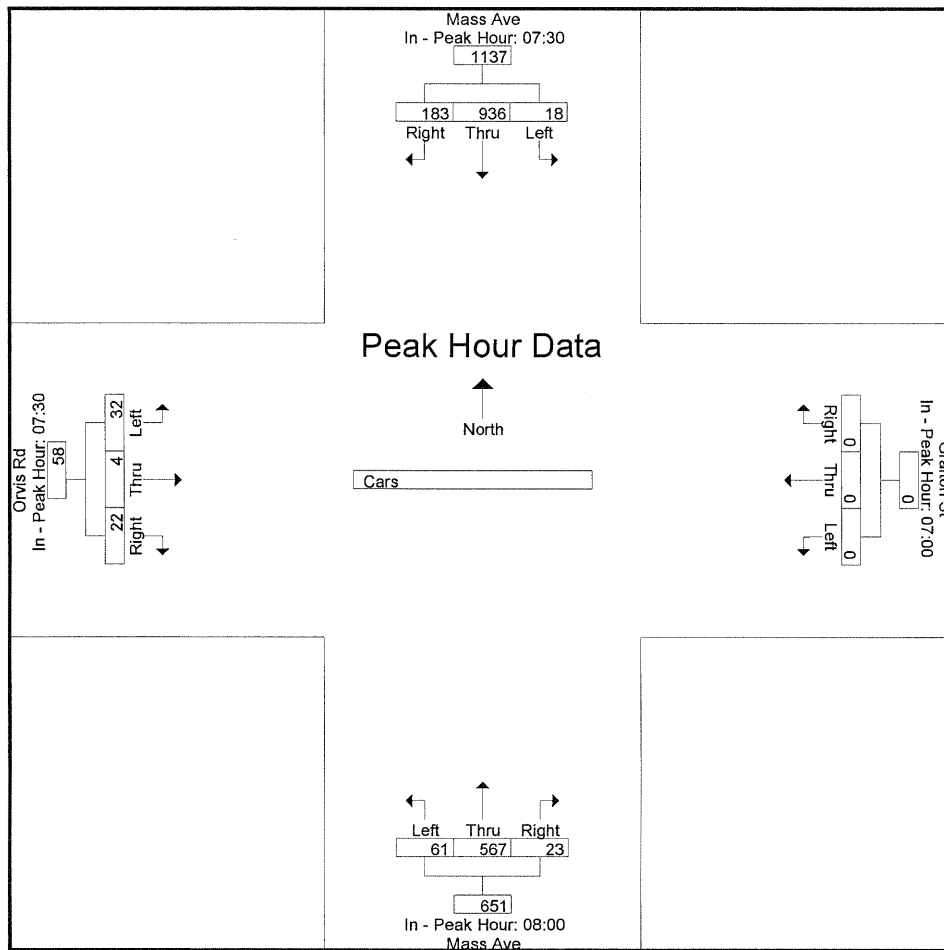 Mass Ave
In - Peak Hour: 07:30
1137
183 936 18
Right Thru Left
Peak Hour Data
North
Cars
Orvis Rd
In - Peak Hour: 07:30
58
32 4 22
Left Thru Right
Right Thru Left
0 0 0
0
In - Peak Hour: 07:00
St
Left Thru Right
61 567 23
651
In - Peak Hour: 08:00
Mass Ave